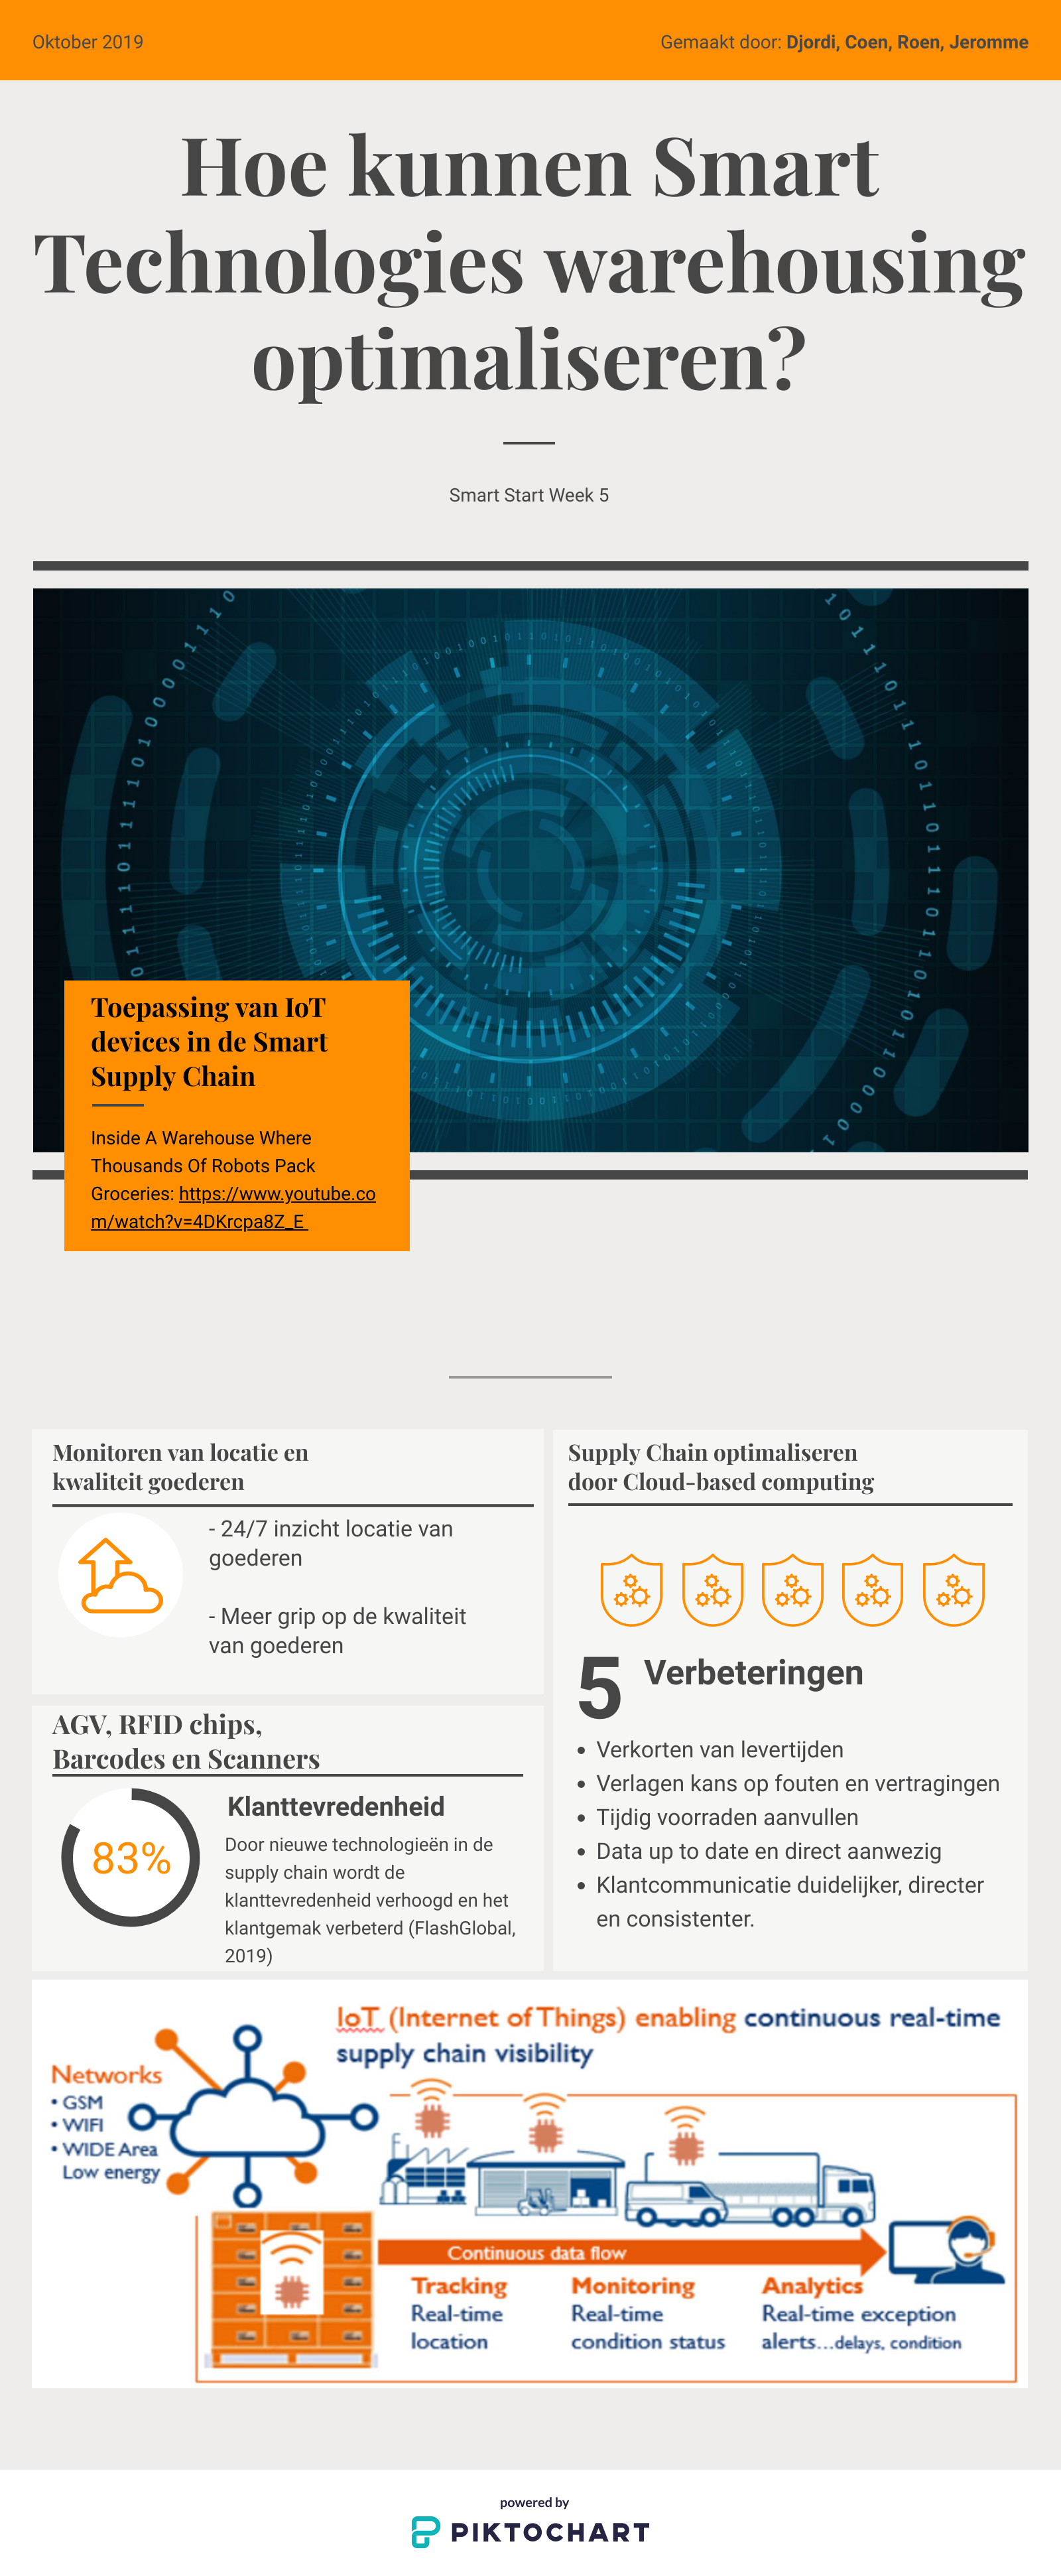 Oktober 2019
Gemaakt door: Djordi, Coen, Roen, Jeromme
Hoe kunnen Smart
Technologies warehousing
optimaliseren?
Smart Start Week 5
Toepassing van IoT
devices in de Smart
Supply Chain
Inside A Warehouse Where
Thousands Of Robots Pack
Groceries: https://www.youtube.co
m/watch?v=4DKrcpa8Z_E
Monitoren van locatie en
kwaliteit goederen
- 24/7 inzicht locatie van
goederen
- Meer grip op de kwaliteit
van goederen
AGV, RFID chips,
Barcodes en Scanners
83%
Klanttevredenheid
Door nieuwe technologieën in de
supply chain wordt de
klanttevredenheid verhoogd en het
klantgemak verbeterd (FlashGlobal,
2019)
Supply Chain optimaliseren
door Cloud-based computing
5 Verbeteringen
• Verkorten van levertijden
• Verlagen kans op fouten en vertragingen
• Tijdig voorraden aanvullen
• Data up to date en direct aanwezig
• Klantcommunicatie duidelijker, directer
en consistenter.
IoT (Internet of Things) enabling continuous real-time
supply chain visibility
Networks
• GSM
• WIFI
• WIDE Area
Low energy
Continuous data flow
Tracking
Real-time
location
Monitoring
Real-time
condition status
Analytics
Real-time exception
alerts...delays, condition
powered by
PIKTOCHART